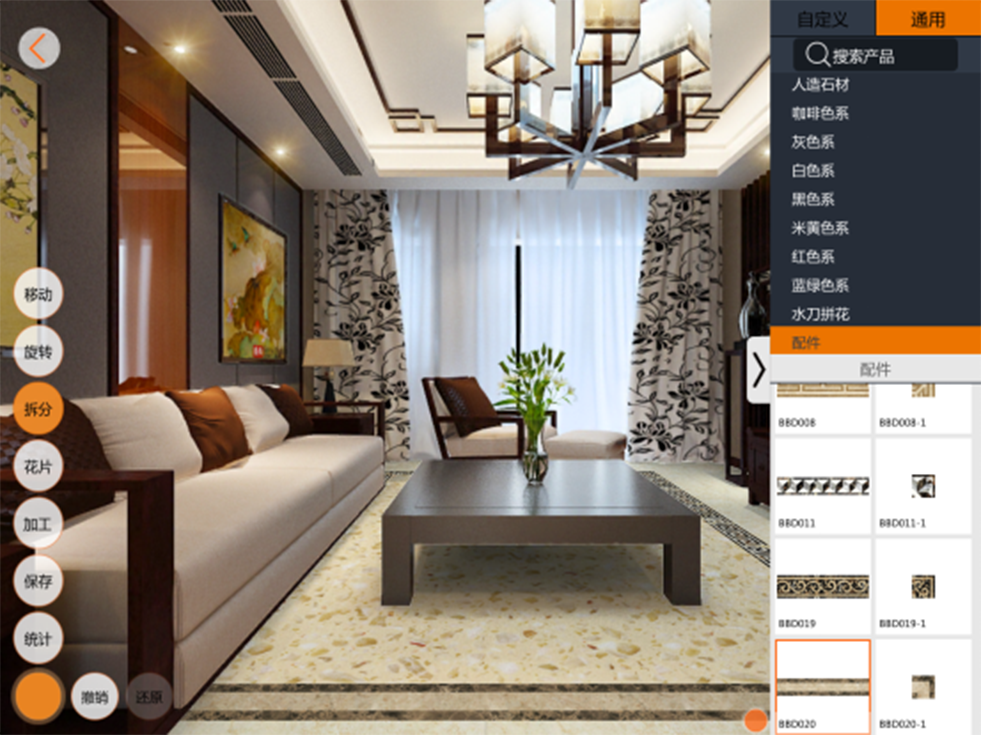 自定义
通用
搜索产品
人造石材
咖啡色系
灰色系
白色系
黑色系
米黄色系
红色系
蓝绿色系
水刀拼花
配件
配件
BBD008
BBD008-1
BBD011
BBD011-1
BBD019
BBD019-1
BBD020
BBD020-1
移动
旋转
拆分
花片
加工
保存
统计
撤销
还原